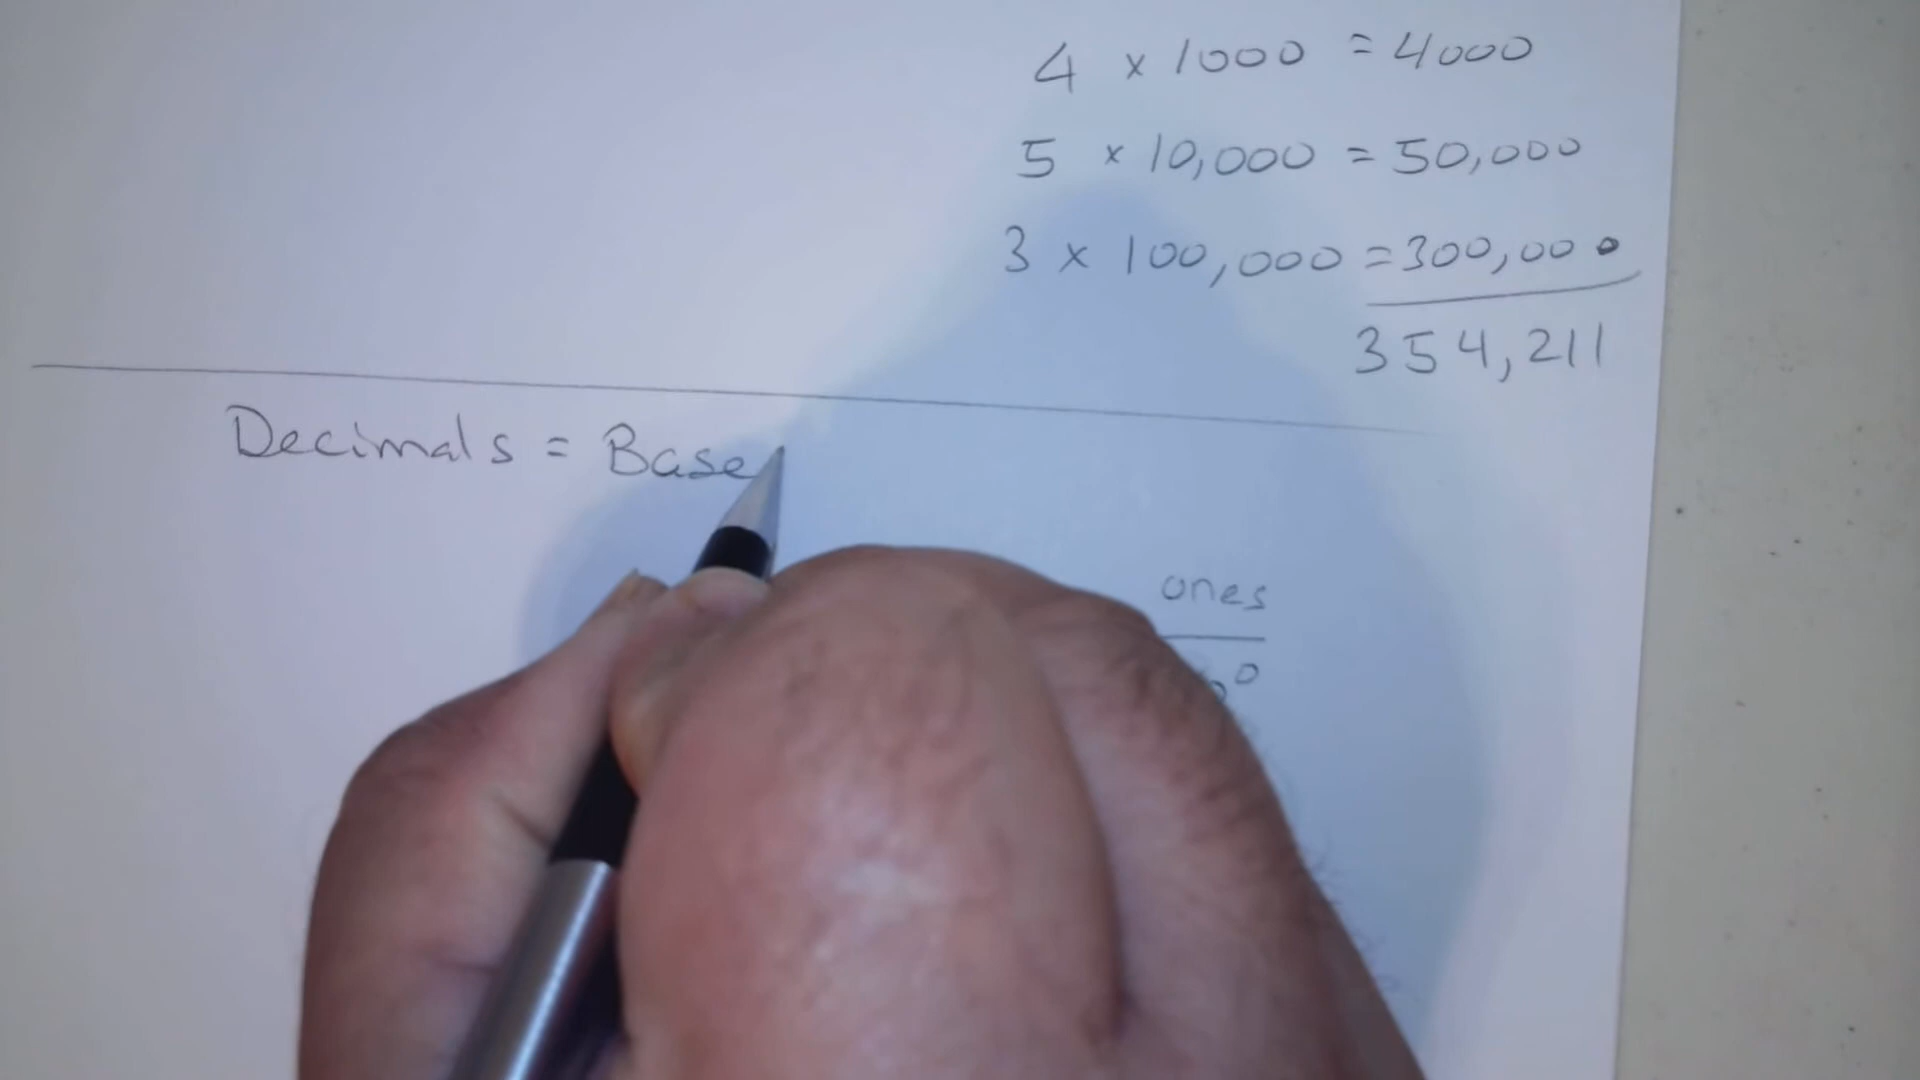 4 x 1000 = 4000
5 x 10,000 = 50,000
3 x 100,000 = 300,000
354,211
Decimals = Base
ones